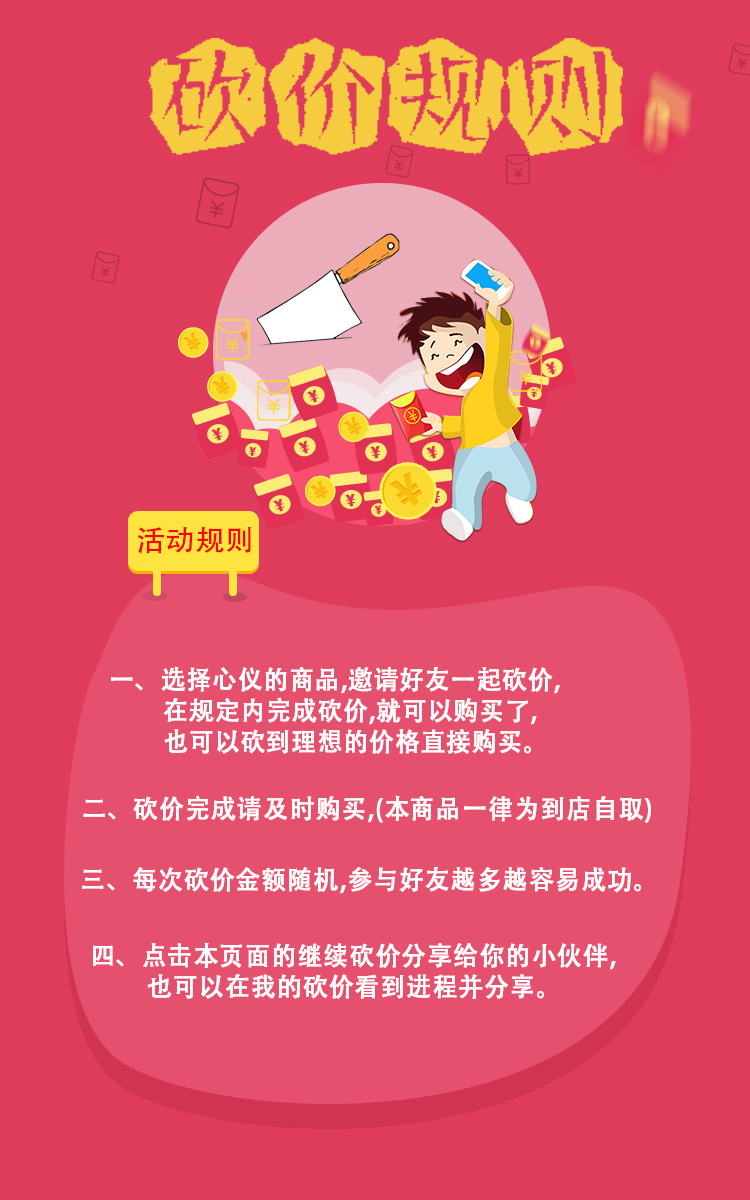 砍价规则
活动规则
一、选择心仪的商品,邀请好友一起砍价,
在规定内完成砍价,就可以购买了,
也可以砍到理想的价格直接购买。
二、砍价完成请及时购买,(本商品一律为到店自取)
三、每次砍价金额随机,参与好友越多越容易成功。
四、点击本页面的继续砍价分享给你的小伙伴,
也可以在我的砍价看到进程并分享。